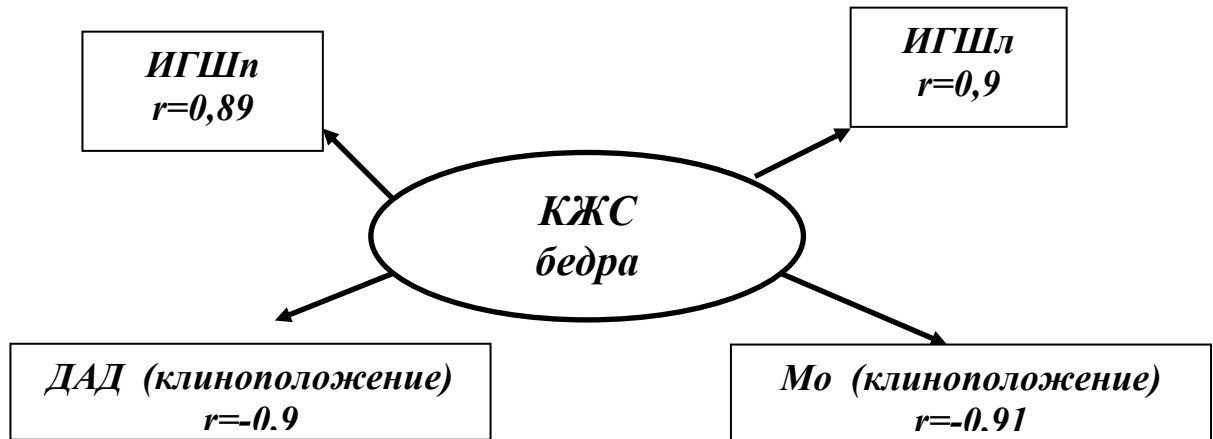 ИГШп
r=0,89
ИГШл
r=0,9
КЖС
бедра
ДАД (клиноположение)
r=-0,9
Мо (клиноположение)
r=-0,91